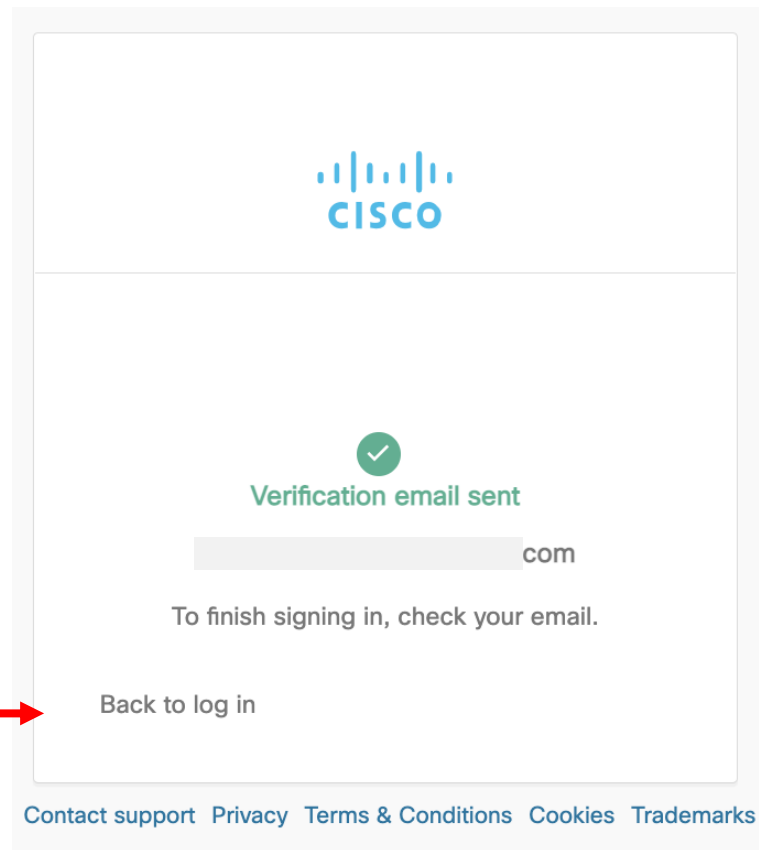 CISCO
Verification email sent
com
To finish signing in, check your email.
Back to log in
Contact support Privacy Terms & Conditions Cookies Trademarks